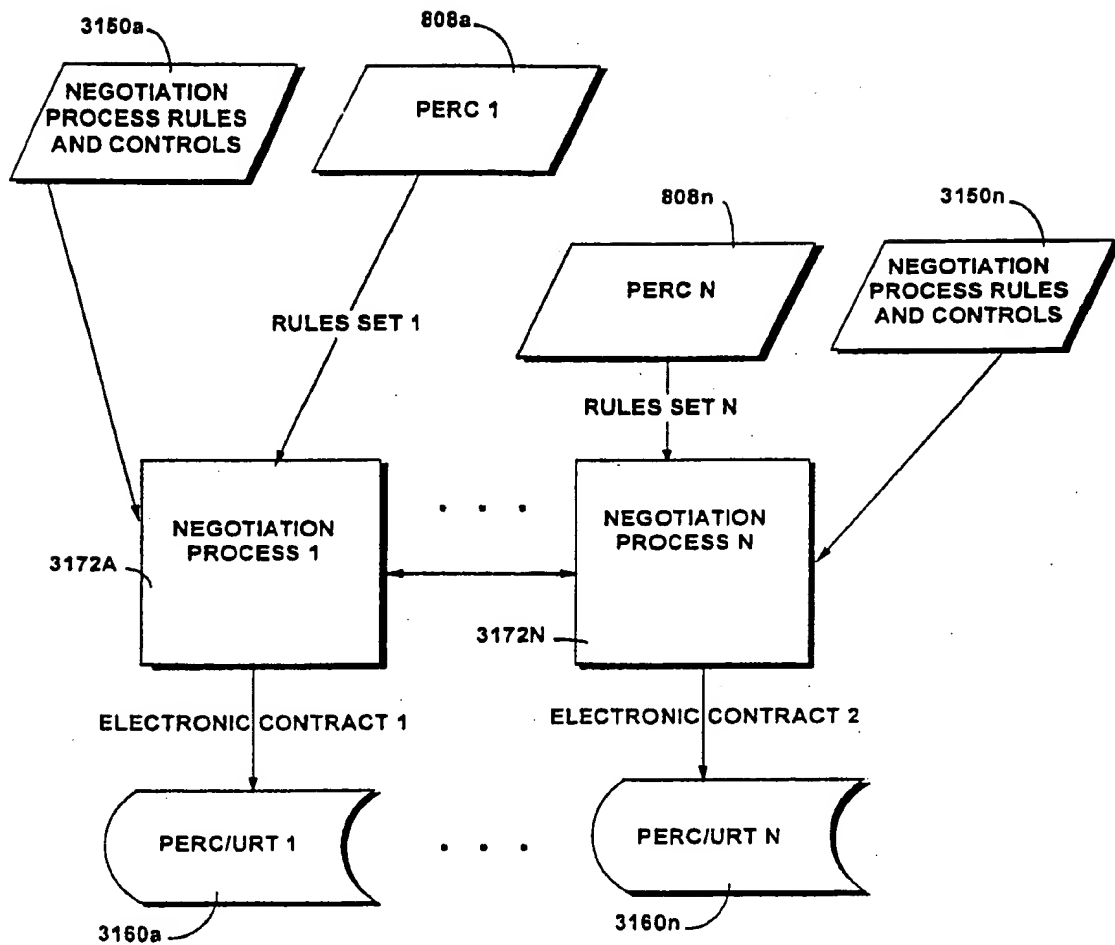 3150a
808a
NEGOTIATION
PROCESS RULES
AND CONTROLS
PERC 1
808n
3150n
PERC N
NEGOTIATION
PROCESS RULES
AND CONTROLS
RULES SET 1
RULES SET N
NEGOTIATION
PROCESS 1
. . .
NEGOTIATION
PROCESS N
3172A
3172N
ELECTRONIC CONTRACT 1
ELECTRONIC CONTRACT 2
PERC/URT 1
. . .
PERC/URT N
3160a
3160n